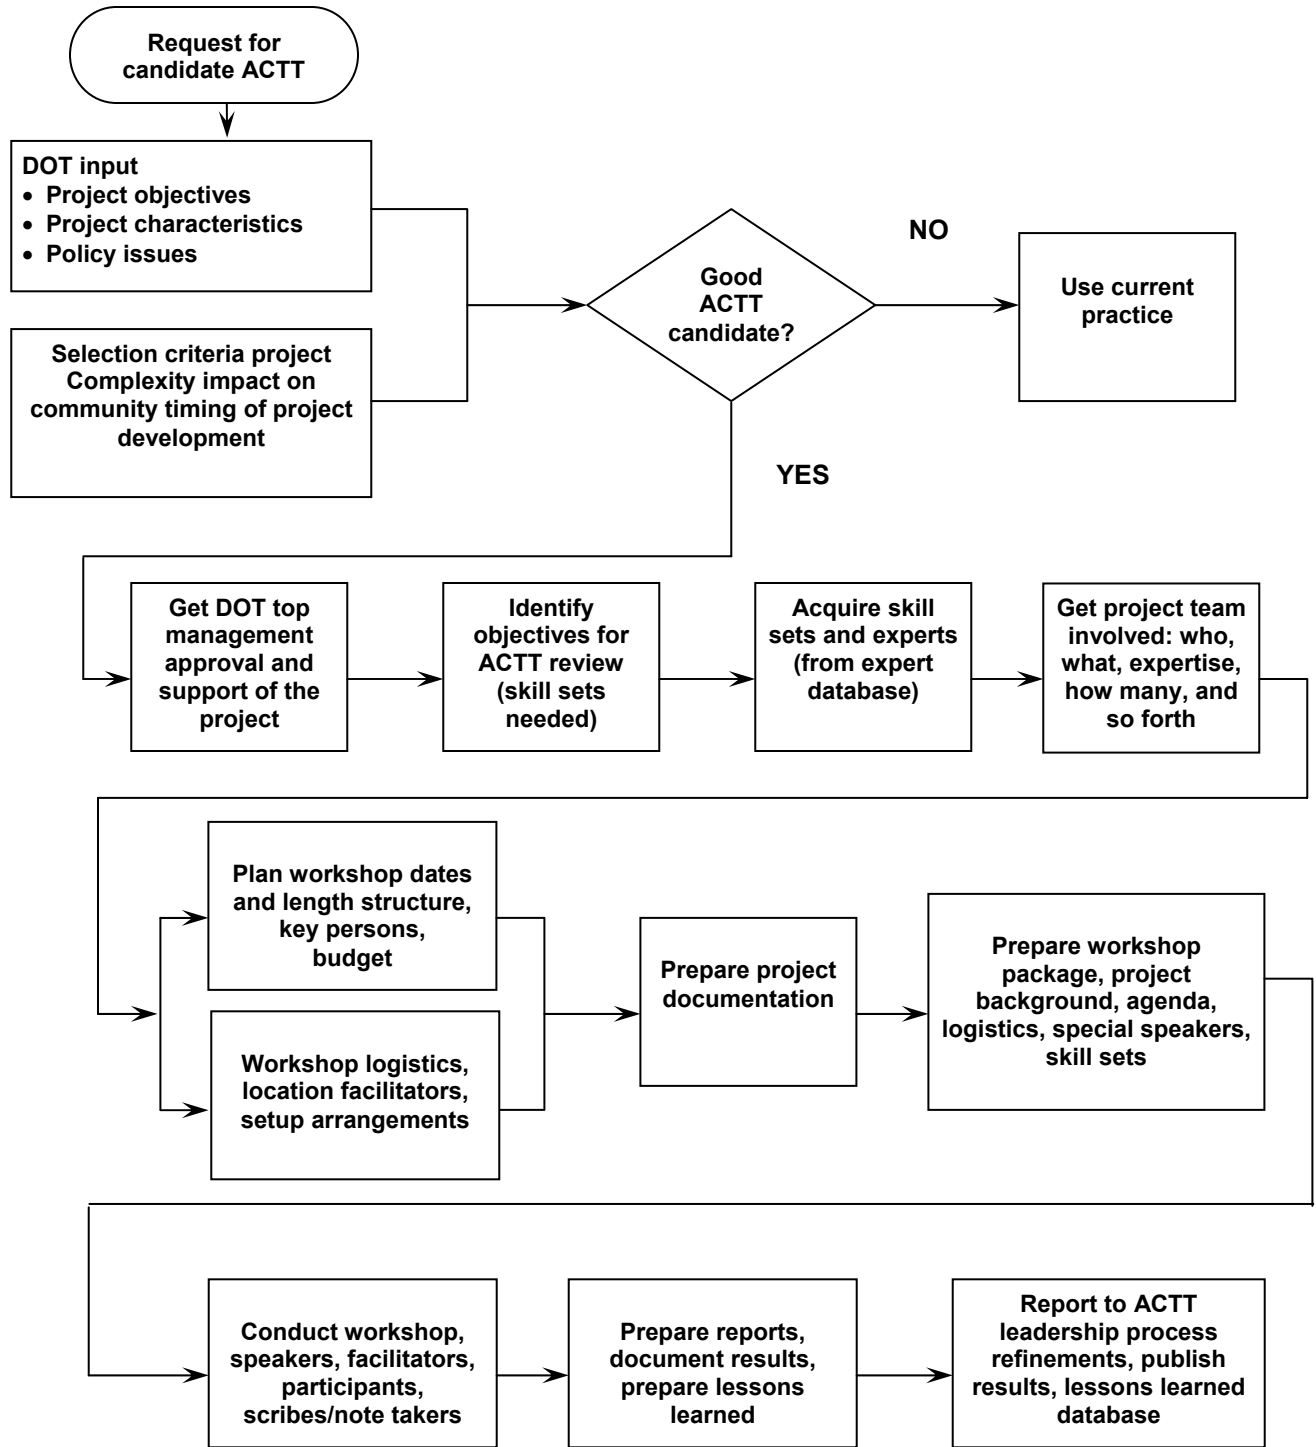 Request for
candidate ACTT
DOT input
• Project objectives
• Project characteristics
• Policy issues
Selection criteria project
Complexity impact on
community timing of project
development
Good
ACTT
candidate?
NO
Use current
practice
YES
Get DOT top
management
approval and
support of the
project
Identify
objectives for
ACTT review
(skill sets
needed)
Acquire skill
sets and experts
(from expert
database)
Get project team
involved: who,
what, expertise,
how many, and
so forth
Plan workshop dates
and length structure,
key persons,
budget
Workshop logistics,
location facilitators,
setup arrangements
Prepare project
documentation
Prepare workshop
package, project
background, agenda,
logistics, special speakers,
skill sets
Conduct workshop,
speakers, facilitators,
participants,
scribes/note takers
Prepare reports,
document results,
prepare lessons
learned
Report to ACTT
leadership process
refinements, publish
results, lessons learned
database